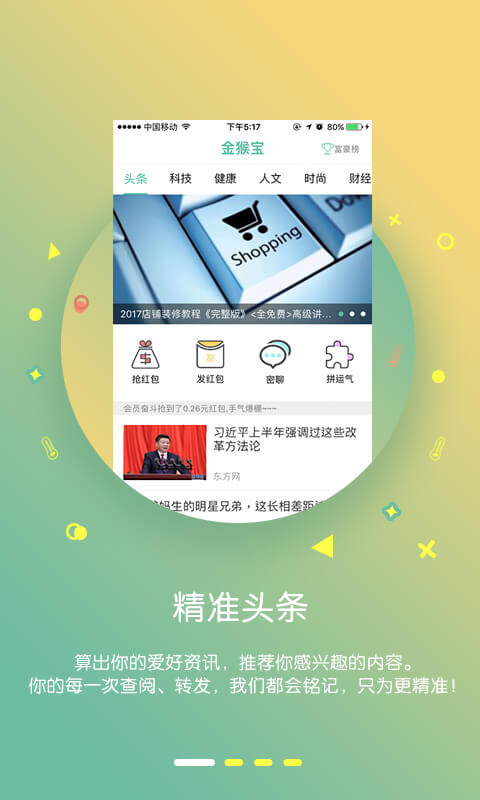 中国移动 下午5:17 80%
金猴宝 富豪榜
头条 科技 健康 人文 时尚 财经
Shopping
2017店铺装修教程《完整版》<全免费>高级讲...
抢红包 发红包 密聊 拼运气
会员奋斗抢到了0.26元红包,手气爆棚~~~
习近平上半年强调过这些改
革方法论
东方网
妈生的明星兄弟，这长相差距
精准头条
算出你的爱好资讯，推荐你感兴趣的内容。
你的每一次查阅、转发，我们都会铭记，只为更精准！